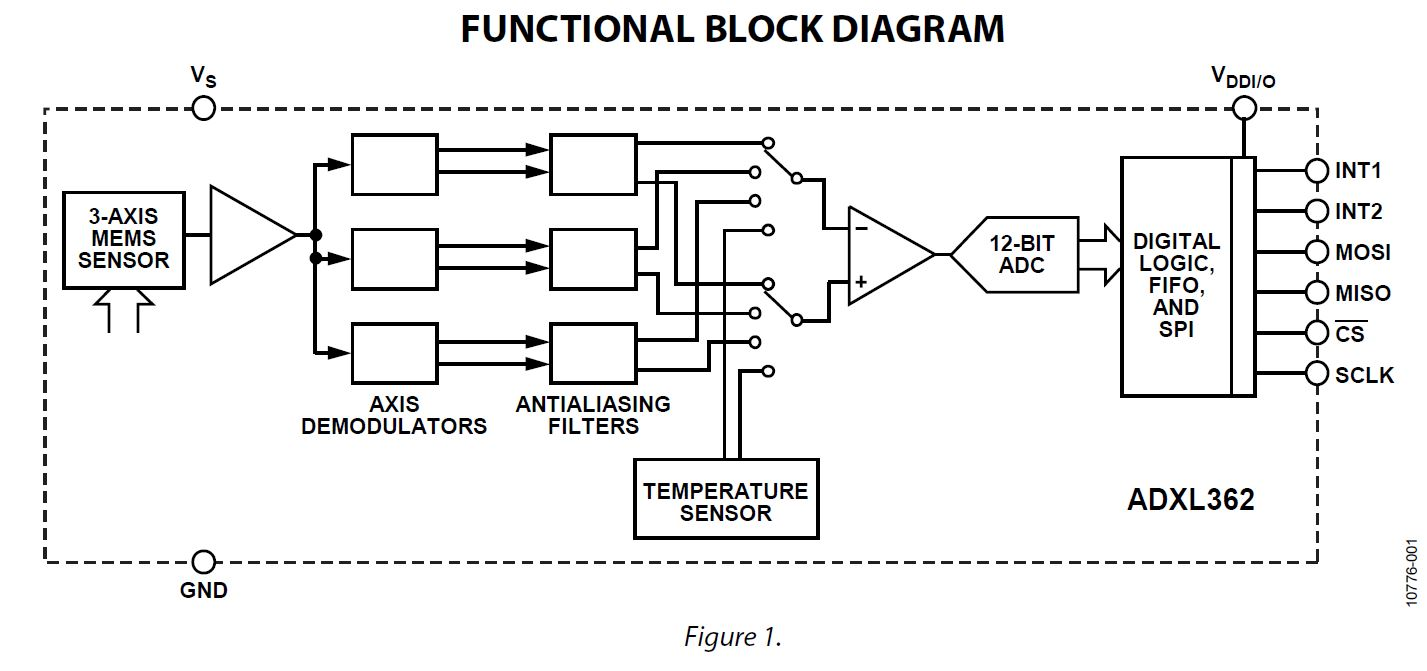 FUNCTIONAL BLOCK DIAGRAM
VS
VDDI/O
3-AXIS
MEMS
SENSOR
AXIS
DEMODULATORS
ANTIALIASING
FILTERS
TEMPERATURE
SENSOR
−
+
12-BIT
ADC
DIGITAL
LOGIC,
FIFO,
AND
SPI
INT1
INT2
MOSI
MISO
C̅S̅
SCLK
ADXL362
GND
10776-001
Figure 1.